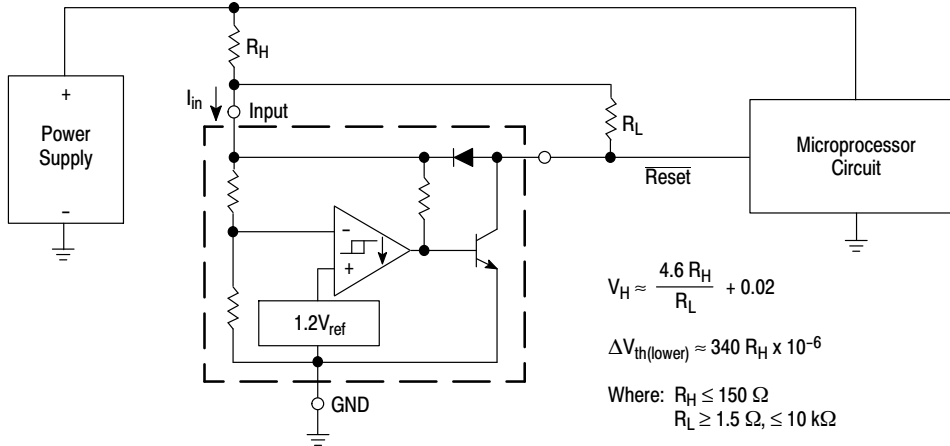 R_H
I_in
Input
R_L
+
Power
Supply
−
Reset
Microprocessor
Circuit
−
+
1.2V_ref
GND
V_H ≈ 4.6 R_H / R_L + 0.02
ΔV_th(lower) ≈ 340 R_H x 10⁻⁶
Where: R_H ≤ 150 Ω
R_L ≥ 1.5 Ω, ≤ 10 kΩ